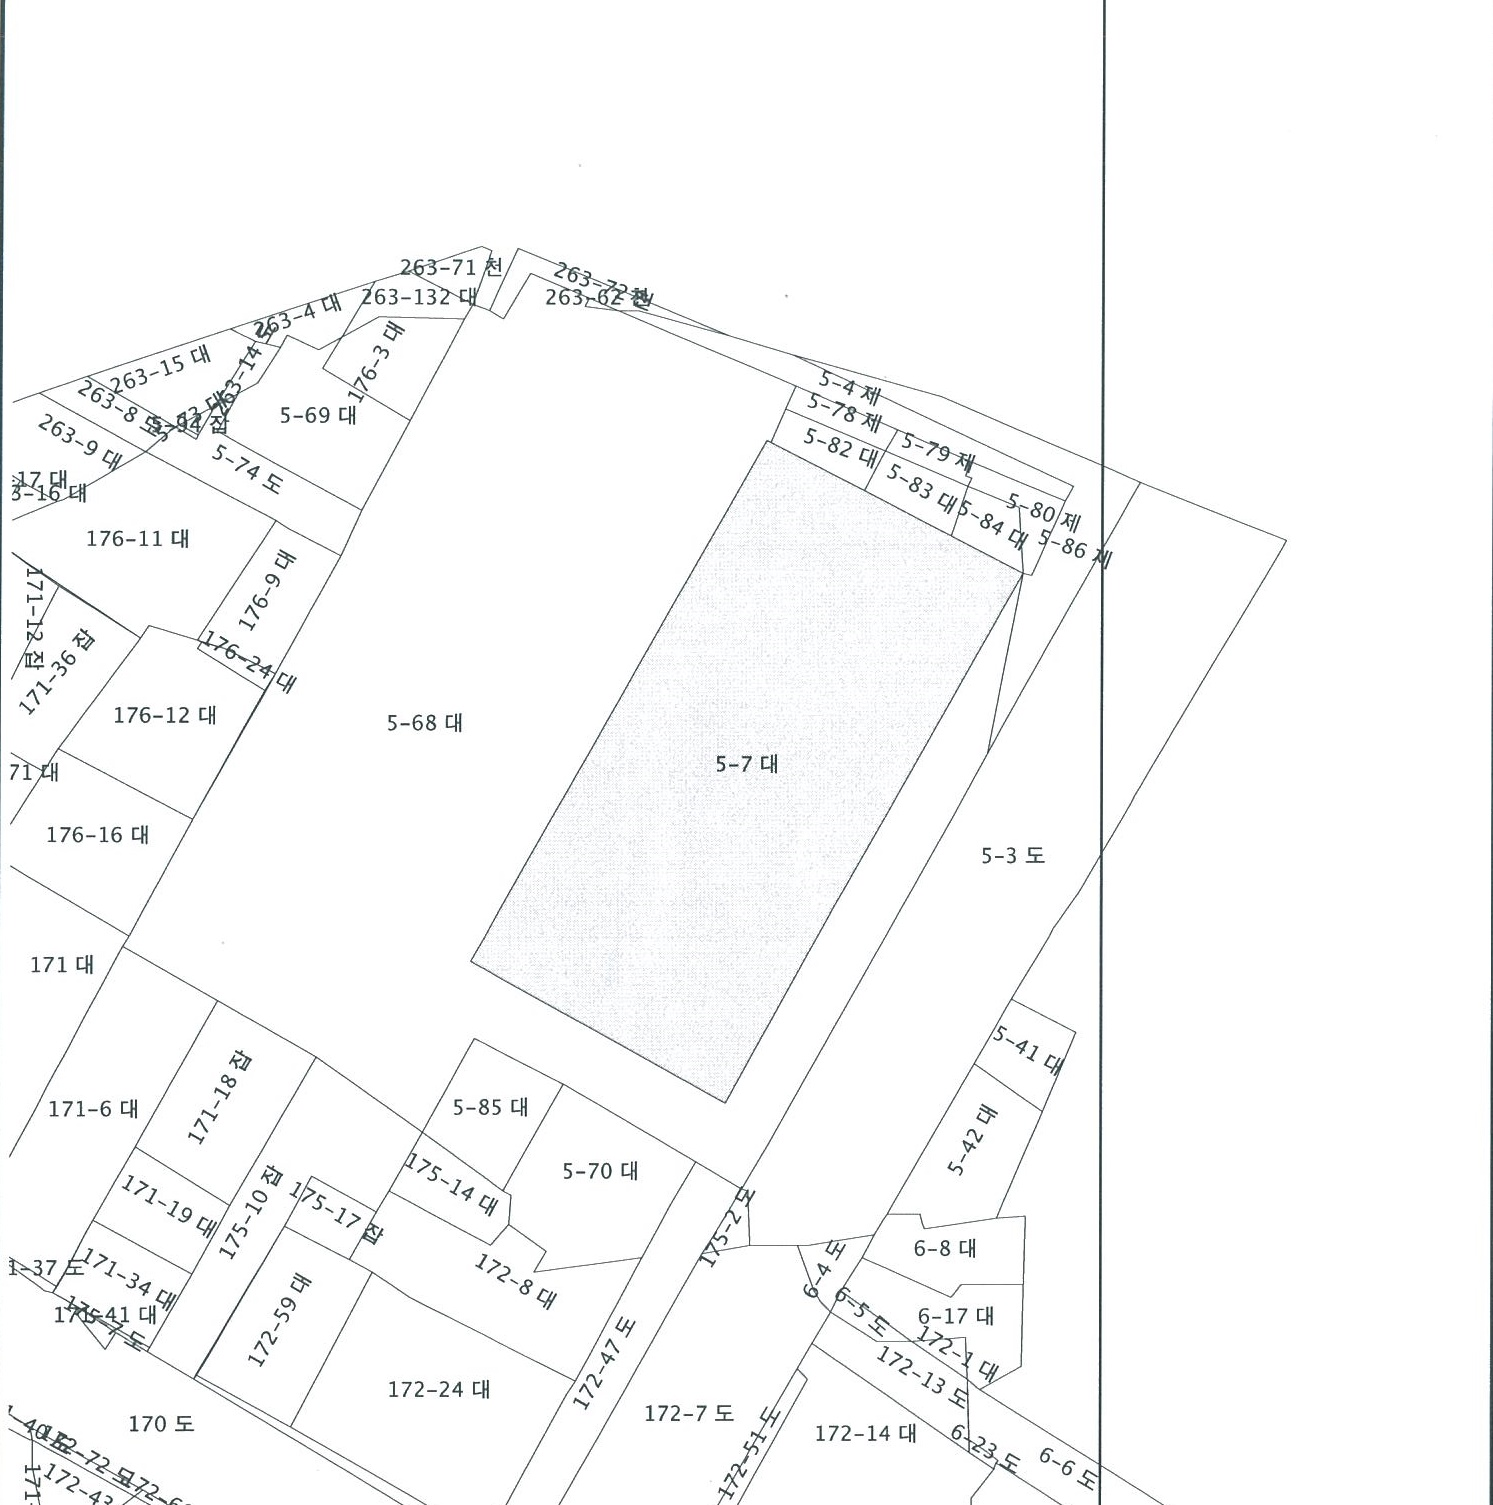 263-71 천
263-72 천
263-132 대
263-62 천
263-4 대
263-14 도
176-3 대
263-15 대
5-4 제
263-8 도
5-78 제
5-69 대
5-94 잡
263-9 대
5-82 대
5-79 제
5-74 도
17 대
3-16 대
5-83 대
5-80 제
5-84 대
176-11 대
5-86 제
176-9 대
171-12 잡
171-36 잡
176-24 대
176-12 대
5-68 대
5-7 대
71 대
176-16 대
5-3 도
171 대
5-41 대
171-18 잡
171-6 대
5-85 대
5-42 대
5-70 대
175-14 대
171-19 대
175-10 잡
175-17 잡
175-2 도
6-8 대
1-37 도
171-34 대
172-8 대
6-4 도
171-41 대
175-7 도
172-59 대
6-5 도
6-17 대
172-1 대
172-47 도
172-13 도
172-24 대
170 도
172-7 도
172-14 대
172-51 도
6-23 도
6-6 도
172-72 도
172-43
171-